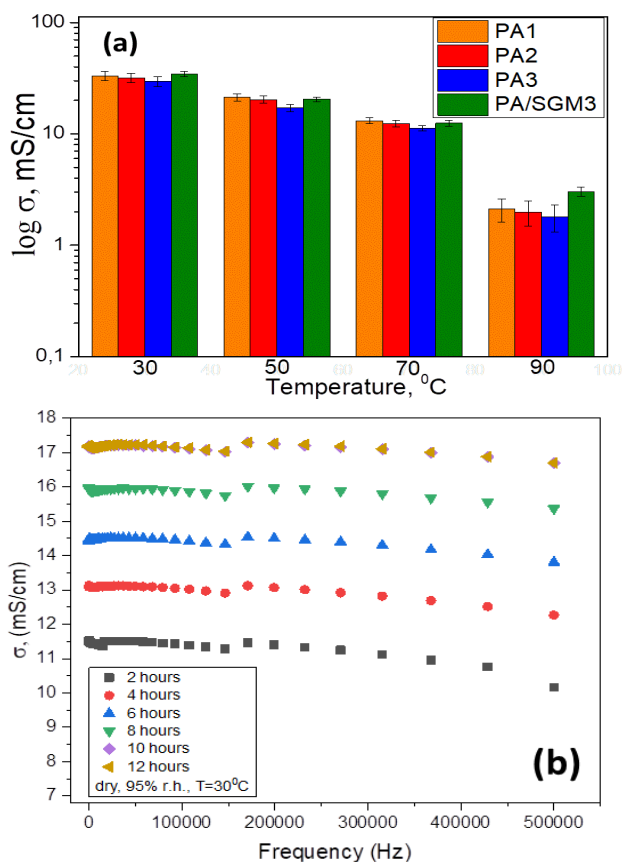 (a)
PA1
PA2
PA3
PA/SGM3
100
10
1
0,1
log σ, mS/cm
20 30 40 50 60 70 80 90 100
Temperature, ⁰C
18
17
16
15
14
13
12
11
10
9
8
7
σ, (mS/cm)
2 hours
4 hours
6 hours
8 hours
10 hours
12 hours
dry, 95% r.h., T=30⁰C
(b)
0 100000 200000 300000 400000 500000
Frequency (Hz)